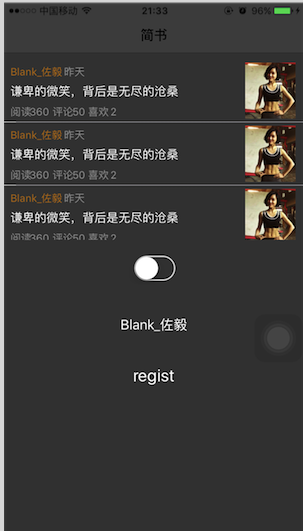 中国移动 21:33 96%
简书
Blank_佐毅 昨天
谦卑的微笑，背后是无尽的沧桑
阅读360 评论50 喜欢 2
Blank_佐毅 昨天
谦卑的微笑，背后是无尽的沧桑
阅读360 评论50 喜欢 2
Blank_佐毅 昨天
谦卑的微笑，背后是无尽的沧桑
阅读360 评论50 喜欢 2
Blank_佐毅
regist